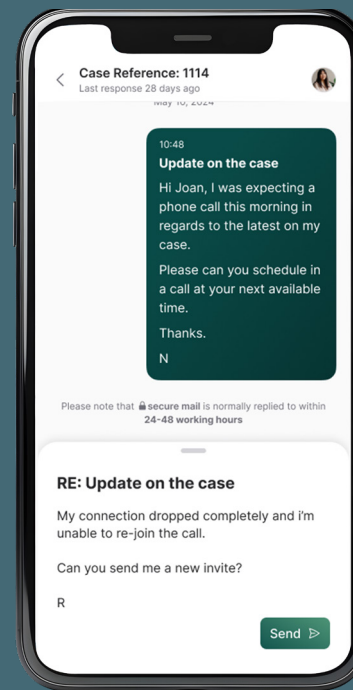 Case Reference: 1114
Last response 28 days ago
May 10, 2024
10:48
Update on the case
Hi Joan, I was expecting a
phone call this morning in
regards to the latest on my
case.
Please can you schedule in
a call at your next available
time.
Thanks.
N
Please note that secure mail is normally replied to within
24-48 working hours
RE: Update on the case
My connection dropped completely and i'm
unable to re-join the call.
Can you send me a new invite?
R
Send